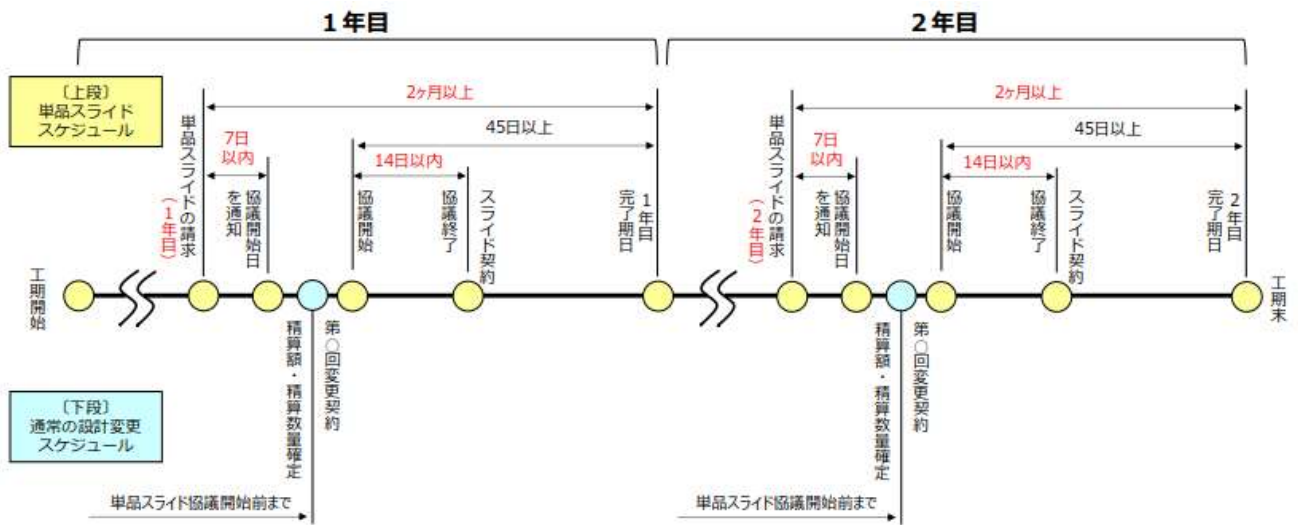 1年目
2年目
〔上段〕
単品スライド
スケジュール
2ヶ月以上
45日以上
7日
以内
14日以内
単品スライドの請求
(1年目)
協議開始日
を通知
協議開始
協議終了
スライド契約
1年目
完了期日
2ヶ月以上
45日以上
7日
以内
14日以内
単品スライドの請求
(2年目)
協議開始日
を通知
協議開始
協議終了
スライド契約
2年目
完了期日
工期開始
工期末
精算額・精算数量確定
第○回変更契約
精算額・精算数量確定
第○回変更契約
〔下段〕
通常の設計変更
スケジュール
単品スライド協議開始前まで
単品スライド協議開始前まで